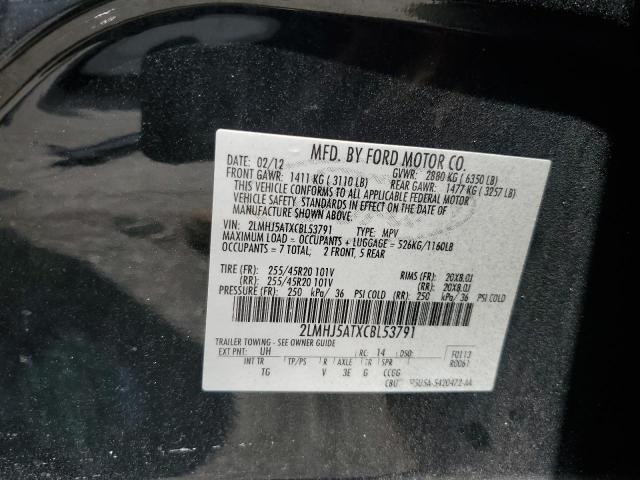 MFD. BY FORD MOTOR CO.
DATE: 02/12 GVWR: 2880 KG ( 6350 LB)
FRONT GAWR: 1411 KG ( 3110 LB) REAR GAWR: 1477 KG ( 3257 LB)
THIS VEHICLE CONFORMS TO ALL APPLICABLE FEDERAL MOTOR
VEHICLE SAFETY STANDARDS IN EFFECT ON THE DATE OF
MANUFACTURE SHOWN ABOVE.
VIN: 2LMHJ5ATXCBL53791 TYPE: MPV
MAXIMUM LOAD = OCCUPANTS + LUGGAGE = 526KG/1160LB
OCCUPANTS = 7 TOTAL, 2 FRONT, 5 REAR
TIRE (FR): 255/45R20 101V RIMS (FR): 20X8.0J
(RR): 255/45R20 101V (RR): 20X8.0J
PRESSURE (FR): 250 kPa/ 36 PSI COLD (RR): 250 kPa/ 36 PSI COLD
2LMHJ5ATXCBL53791
TRAILER TOWING - SEE OWNER GUIDE
EXT PNT: UH RC: 14 DSO: F0113
INT TR TP/PS R AXLE TR SPR R0061
TG V 3E G CCGG
CBU 5U5A-5420472-AA